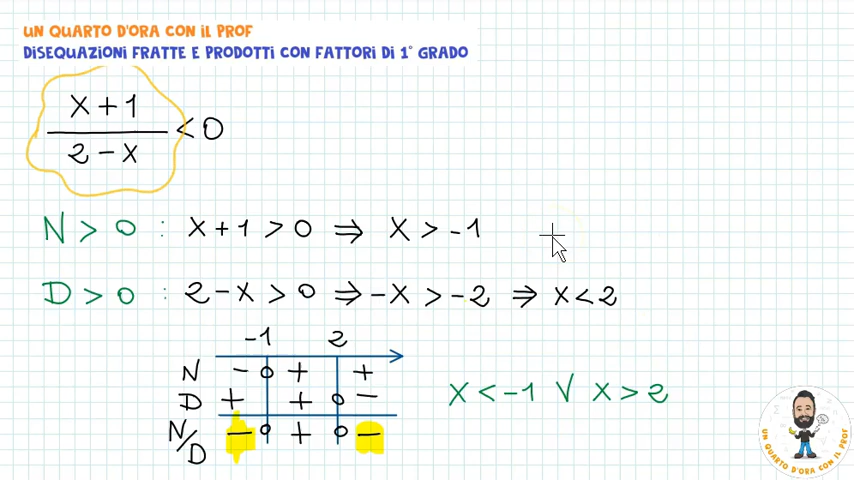 UN QUARTO D'ORA CON IL PROF
DISEQUAZIONI FRATTE E PRODOTTI CON FATTORI DI 1° GRADO
x+1
< 0
2-x
N > 0 : x+1 > 0 ⇒ x > -1
D > 0 : 2-x > 0 ⇒ -x > -2 ⇒ x < 2
-1 2
N - 0 + +
D + + 0 -
N/D - 0 + 0 -
x < -1 ∨ x > 2
UN QUARTO D'ORA CON IL PROF